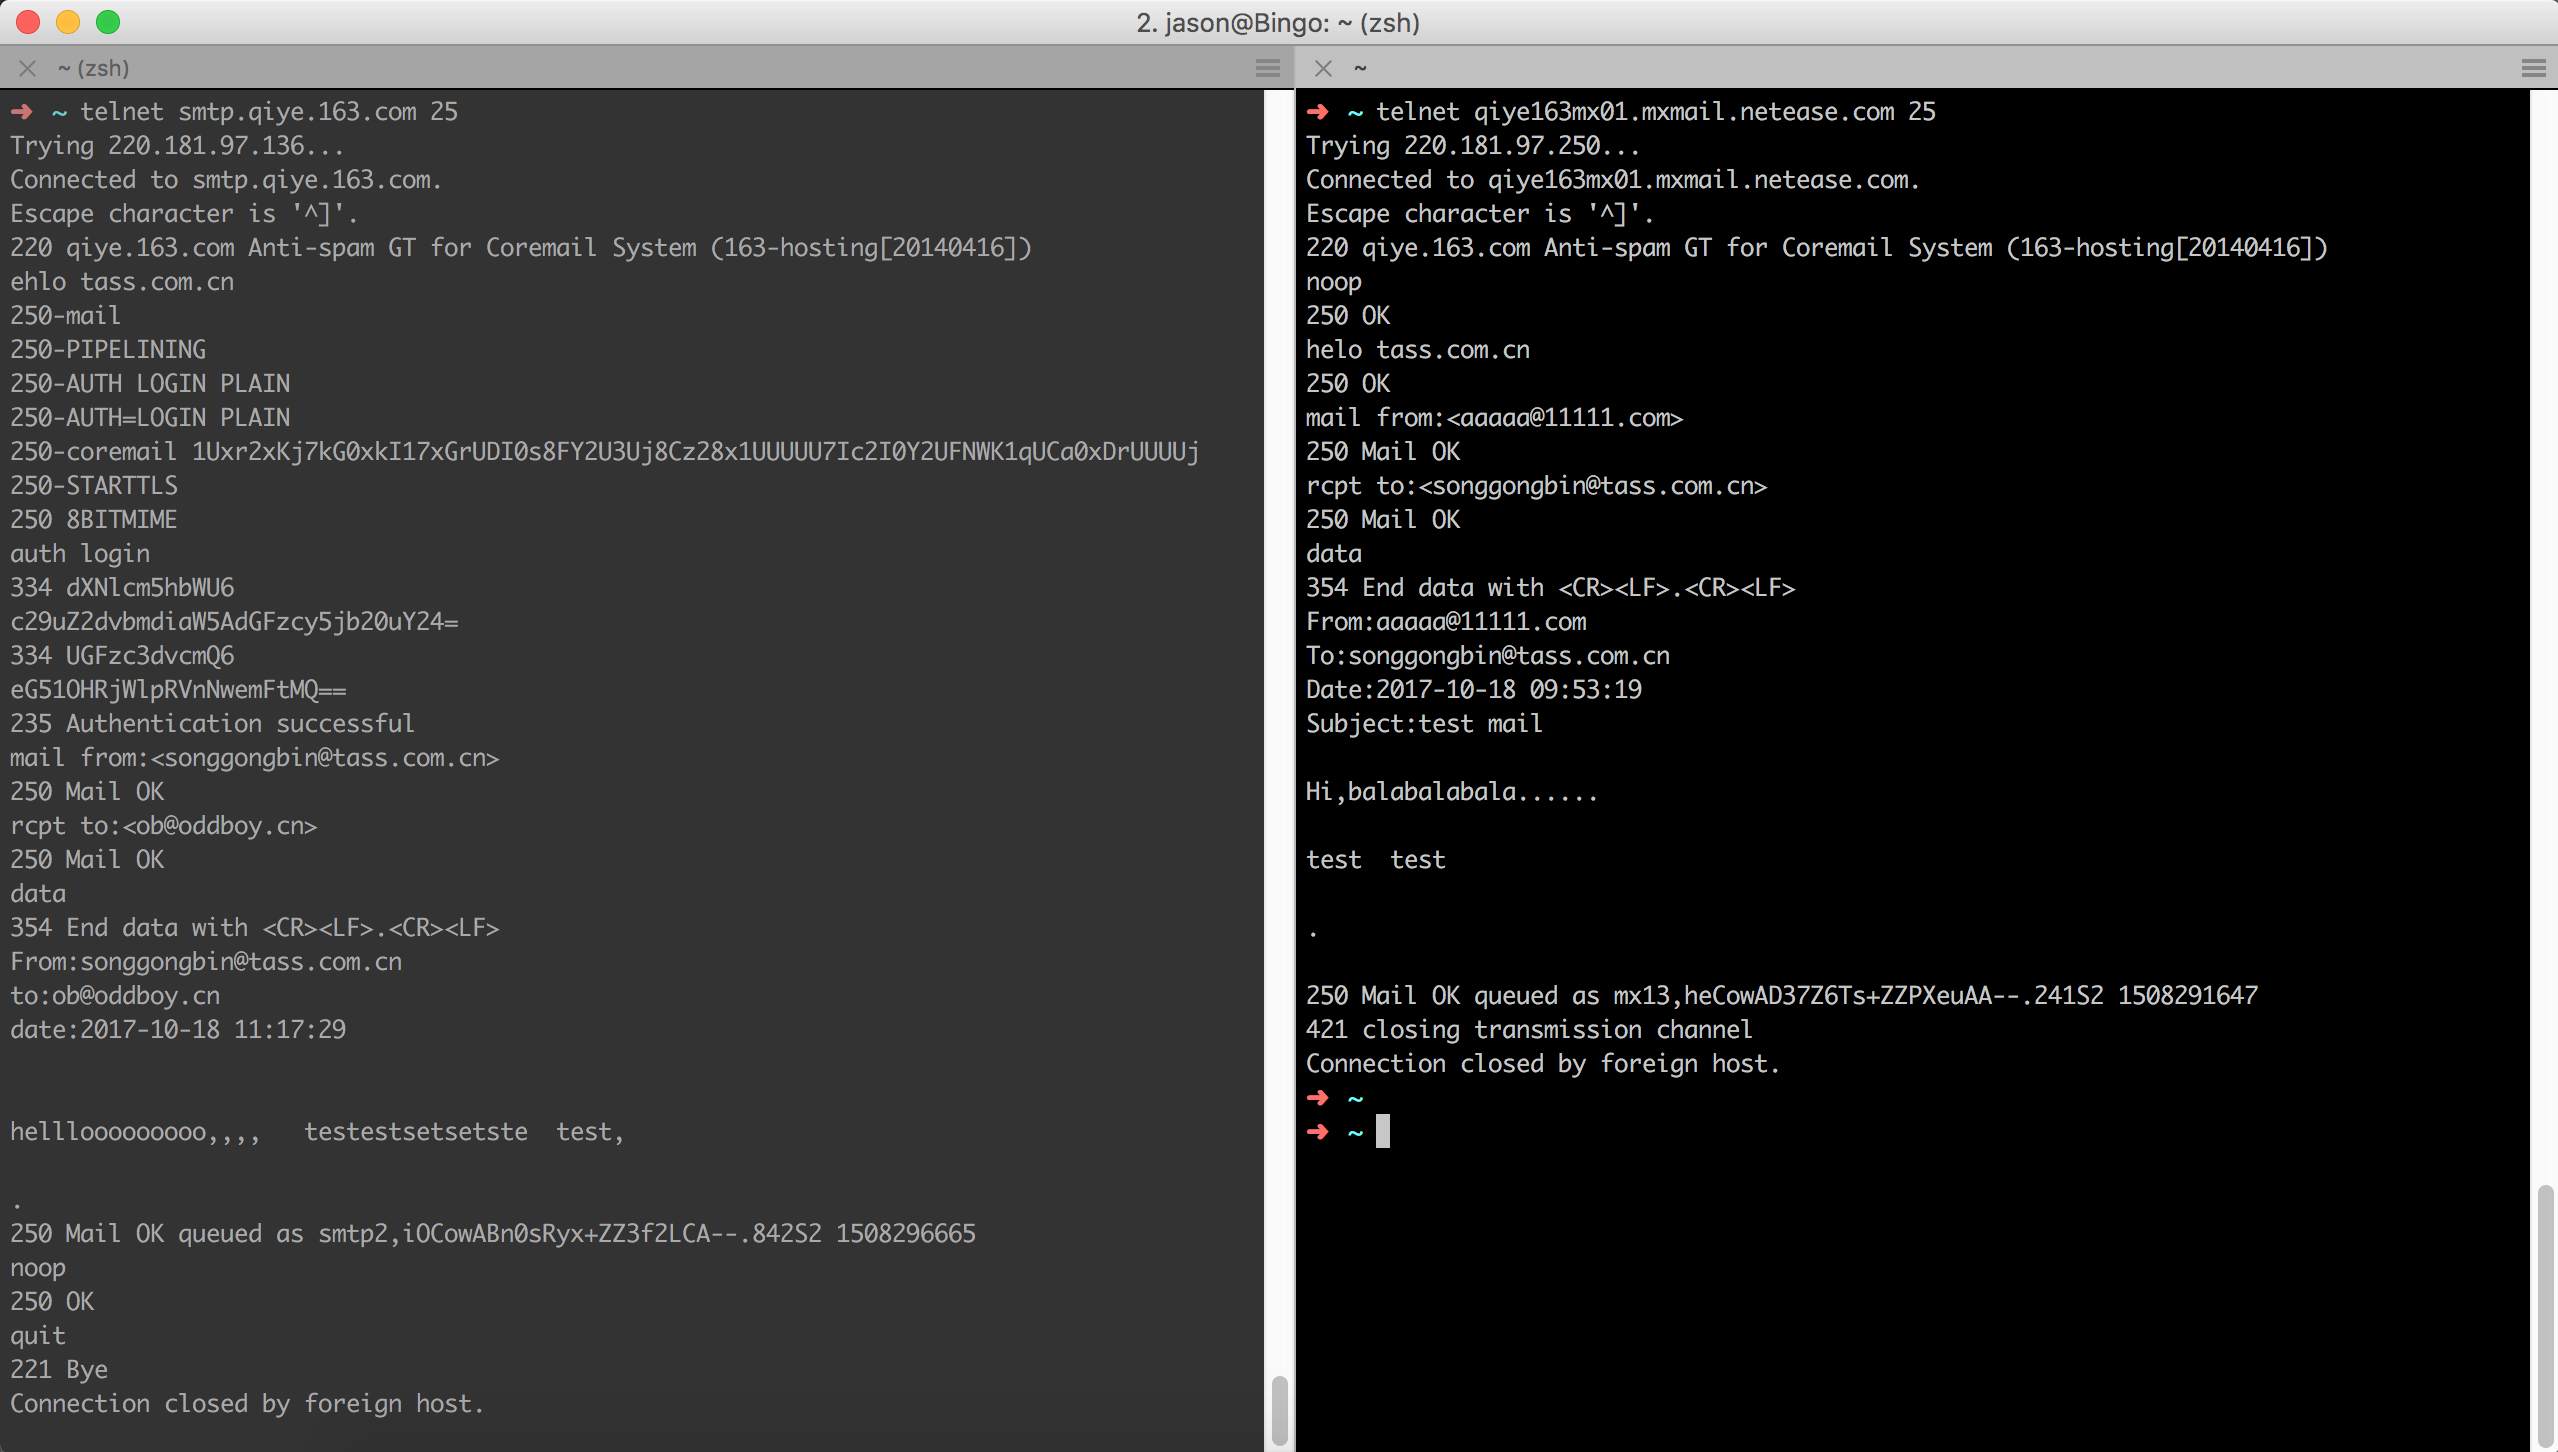 2. jason@Bingo: ~ (zsh)
~ (zsh)
➜ ~ telnet smtp.qiye.163.com 25
Trying 220.181.97.136...
Connected to smtp.qiye.163.com.
Escape character is '^]'.
220 qiye.163.com Anti-spam GT for Coremail System (163-hosting[20140416])
ehlo tass.com.cn
250-mail
250-PIPELINING
250-AUTH LOGIN PLAIN
250-AUTH=LOGIN PLAIN
250-coremail 1Uxr2xKj7kG0xkI17xGrUDI0s8FY2U3Uj8Cz28x1UUUUU7Ic2I0Y2UFNWK1qUCa0xDrUUUUj
250-STARTTLS
250 8BITMIME
auth login
334 dXNlcm5hbWU6
c29uZ2dvbmdiaW5AdGFzcy5jb20uY24=
334 UGFzc3dvcmQ6
eG51OHRjWlpRVnNwemFtMQ==
235 Authentication successful
mail from:<songgongbin@tass.com.cn>
250 Mail OK
rcpt to:<ob@oddboy.cn>
250 Mail OK
data
354 End data with <CR><LF>.<CR><LF>
From:songgongbin@tass.com.cn
to:ob@oddboy.cn
date:2017-10-18 11:17:29
hellloooooooooo,,,,   testestsetsetste  test,
.
250 Mail OK queued as smtp2,iOCowABn0sRyx+ZZ3f2LCA--.842S2 1508296665
noop
250 OK
quit
221 Bye
Connection closed by foreign host.
~
➜ ~ telnet qiye163mx01.mxmail.netease.com 25
Trying 220.181.97.250...
Connected to qiye163mx01.mxmail.netease.com.
Escape character is '^]'.
220 qiye.163.com Anti-spam GT for Coremail System (163-hosting[20140416])
noop
250 OK
helo tass.com.cn
250 OK
mail from:<aaaaa@11111.com>
250 Mail OK
rcpt to:<songgongbin@tass.com.cn>
250 Mail OK
data
354 End data with <CR><LF>.<CR><LF>
From:aaaaa@11111.com
To:songgongbin@tass.com.cn
Date:2017-10-18 09:53:19
Subject:test mail
Hi,balabalabala......
test  test
.
250 Mail OK queued as mx13,heCowAD37Z6Ts+ZZPXeuAA--.241S2 1508291647
421 closing transmission channel
Connection closed by foreign host.
➜ ~
➜ ~